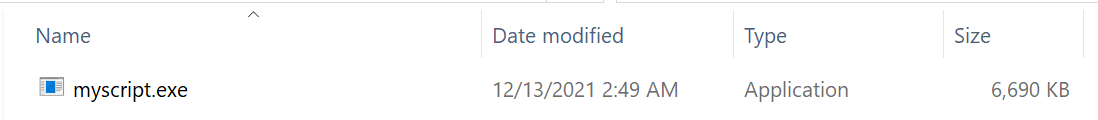 Name Date modified Type Size
myscript.exe 12/13/2021 2:49 AM Application 6,690 KB